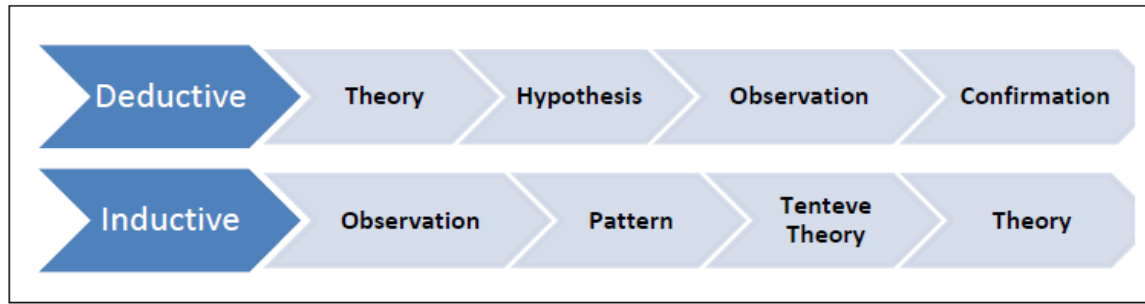 Deductive
Theory
Hypothesis
Observation
Confirmation
Inductive
Observation
Pattern
Tenteve
Theory
Theory